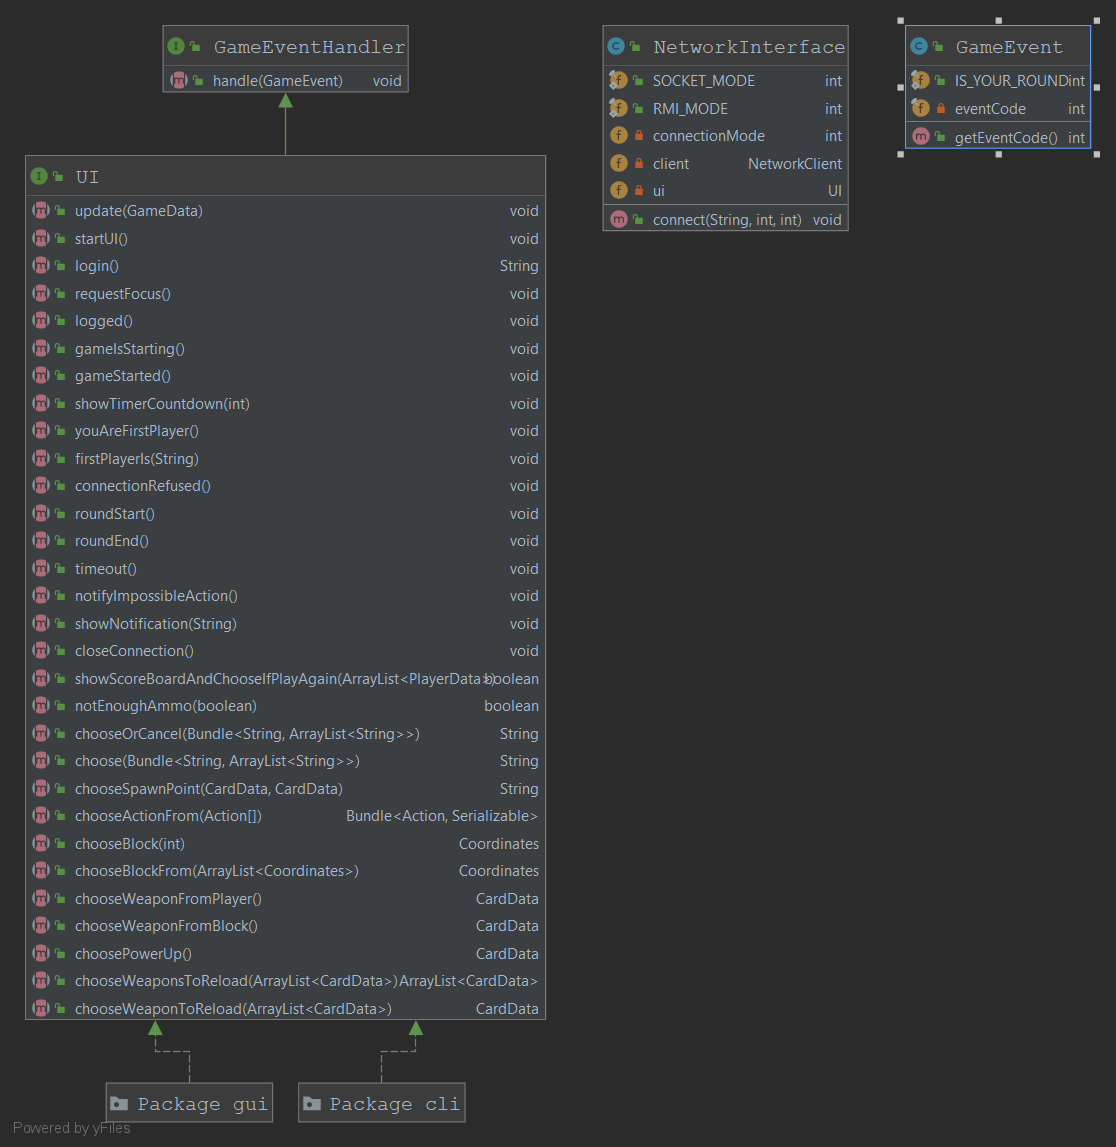 GameEventHandler
handle(GameEvent) void
UI
update(GameData) void
startUI() void
login() String
requestFocus() void
logged() void
gameIsStarting() void
gameStarted() void
showTimerCountdown(int) void
youAreFirstPlayer() void
firstPlayerIs(String) void
connectionRefused() void
roundStart() void
roundEnd() void
timeout() void
notifyImpossibleAction() void
showNotification(String) void
closeConnection() void
showScoreBoardAndChooseIfPlayAgain(ArrayList<PlayerData>) boolean
notEnoughAmmo(boolean) boolean
chooseOrCancel(Bundle<String, ArrayList<String>>) String
choose(Bundle<String, ArrayList<String>>) String
chooseSpawnPoint(CardData, CardData) String
chooseActionFrom(Action[]) Bundle<Action, Serializable>
chooseBlock(int) Coordinates
chooseBlockFrom(ArrayList<Coordinates>) Coordinates
chooseWeaponFromPlayer() CardData
chooseWeaponFromBlock() CardData
choosePowerUp() CardData
chooseWeaponsToReload(ArrayList<CardData>) ArrayList<CardData>
chooseWeaponToReload(ArrayList<CardData>) CardData
Package gui
Package cli
NetworkInterface
SOCKET_MODE int
RMI_MODE int
connectionMode int
client NetworkClient
ui UI
connect(String, int, int) void
GameEvent
IS_YOUR_ROUND int
eventCode int
getEventCode() int
Powered by yFiles